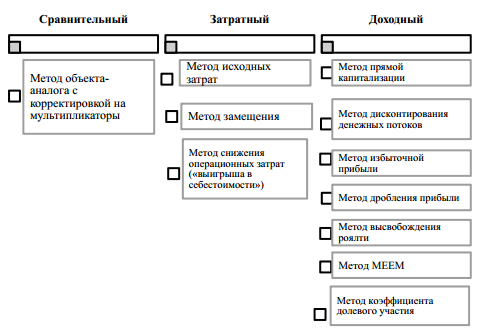 Сравнительный
Затратный
Доходный
Метод объекта-
аналога с
корректировкой на
мультипликаторы
Метод исходных
затрат
Метод замещения
Метод снижения
операционных затрат
(«выигрыша в
себестоимости»)
Метод прямой
капитализации
Метод дисконтирования
денежных потоков
Метод избыточной
прибыли
Метод дробления прибыли
Метод высвобождения
роялти
Метод МЕЕМ
Метод коэффициента
долевого участия